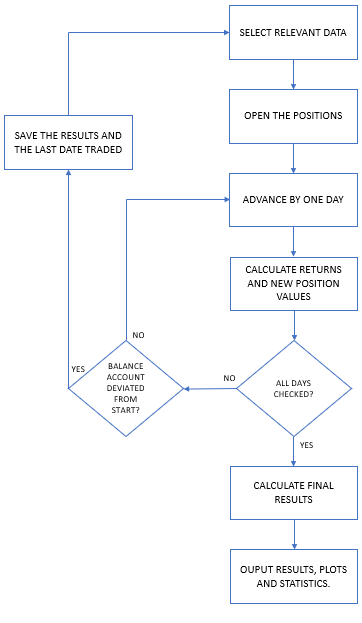 SELECT RELEVANT DATA
OPEN THE POSITIONS
SAVE THE RESULTS AND
THE LAST DATE TRADED
ADVANCE BY ONE DAY
CALCULATE RETURNS
AND NEW POSITION
VALUES
NO
YES
BALANCE
ACCOUNT
DEVIATED
FROM
START?
NO
ALL DAYS
CHECKED?
YES
CALCULATE FINAL
RESULTS
OUPUT RESULTS, PLOTS
AND STATISTICS.